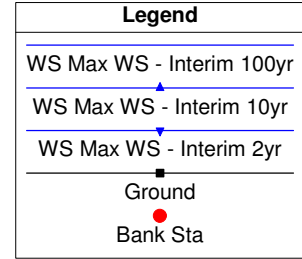 Legend
WS Max WS - Interim 100yr
WS Max WS - Interim 10yr
WS Max WS - Interim 2yr
Ground
Bank Sta